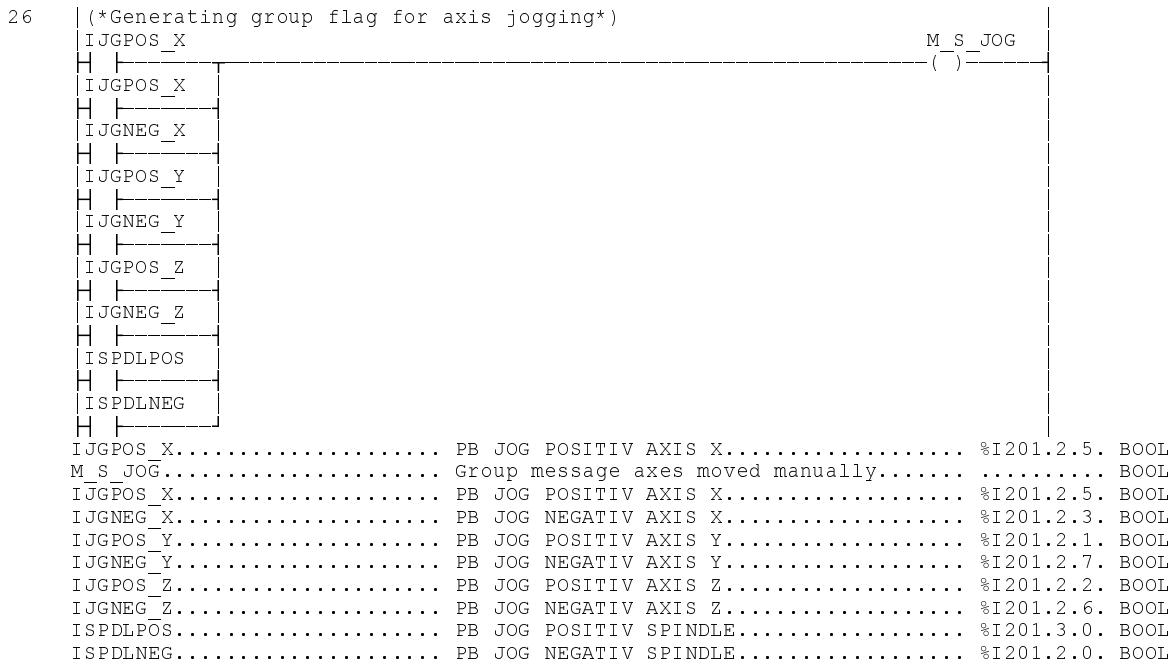 26 (*Generating group flag for axis jogging*)
IJGPOS_X M_S_JOG
( )
IJGPOS_X
IJGNEG_X
IJGPOS_Y
IJGNEG_Y
IJGPOS_Z
IJGNEG_Z
ISPDLPOS
ISPDLNEG
IJGPOS_X..................... PB JOG POSITIV AXIS X................... %I201.2.5. BOOL
M_S_JOG...................... Group message axes moved manually....... .......... BOOL
IJGPOS_X..................... PB JOG POSITIV AXIS X................... %I201.2.5. BOOL
IJGNEG_X..................... PB JOG NEGATIV AXIS X................... %I201.2.3. BOOL
IJGPOS_Y..................... PB JOG POSITIV AXIS Y................... %I201.2.1. BOOL
IJGNEG_Y..................... PB JOG NEGATIV AXIS Y................... %I201.2.7. BOOL
IJGPOS_Z..................... PB JOG POSITIV AXIS Z................... %I201.2.2. BOOL
IJGNEG_Z..................... PB JOG NEGATIV AXIS Z................... %I201.2.6. BOOL
ISPDLPOS..................... PB JOG POSITIV SPINDLE.................. %I201.3.0. BOOL
ISPDLNEG..................... PB JOG NEGATIV SPINDLE.................. %I201.2.0. BOOL